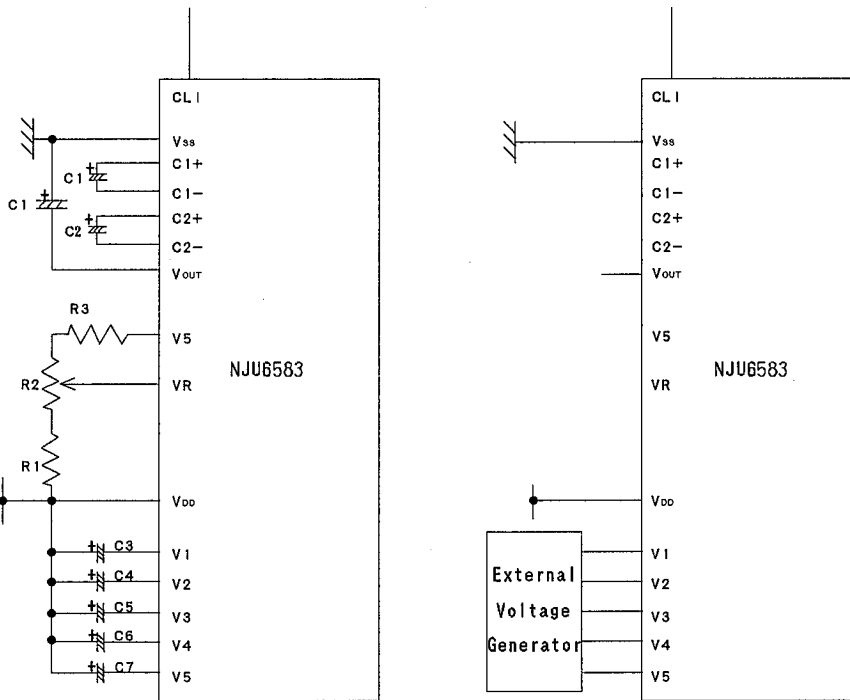 CLI
Vss
C1+
C1
C1-
C1
C2+
C2
C2-
VOUT
R3
V5
R2
VR
NJU6583
R1
VDD
C3
V1
C4
V2
C5
V3
C6
V4
C7
V5
CLI
Vss
C1+
C1-
C2+
C2-
VOUT
V5
VR
NJU6583
VDD
External
Voltage
Generator
V1
V2
V3
V4
V5